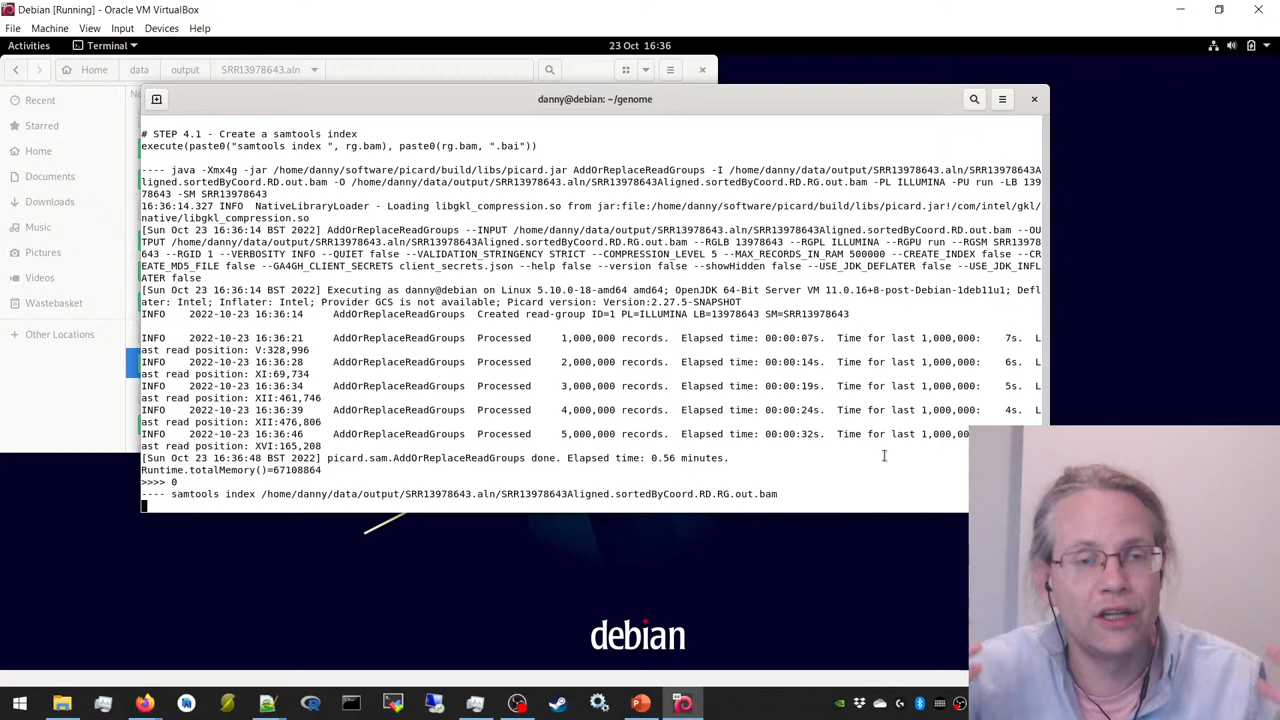 Debian [Running] - Oracle VM VirtualBox
File Machine View Input Devices Help
Activities Terminal 23 Oct 16:36
Home data output SRR13978643.aln
Recent
Starred
Home
Documents
Downloads
Music
Pictures
Videos
Wastebasket
Other Locations
danny@debian: ~/genome
# STEP 4.1 - Create a samtools index
execute(paste0("samtools index ", rg.bam), paste0(rg.bam, ".bai"))
---- java -Xmx4g -jar /home/danny/software/picard/build/libs/picard.jar AddOrReplaceReadGroups -I /home/danny/data/output/SRR13978643.aln/SRR13978643A
ligned.sortedByCoord.RD.out.bam -O /home/danny/data/output/SRR13978643.aln/SRR13978643Aligned.sortedByCoord.RD.RG.out.bam -PL ILLUMINA -PU run -LB 139
78643 -SM SRR13978643
16:36:14.327 INFO  NativeLibraryLoader - Loading libgkl_compression.so from jar:file:/home/danny/software/picard/build/libs/picard.jar!/com/intel/gkl/
native/libgkl_compression.so
[Sun Oct 23 16:36:14 BST 2022] AddOrReplaceReadGroups --INPUT /home/danny/data/output/SRR13978643.aln/SRR13978643Aligned.sortedByCoord.RD.out.bam --OU
TPUT /home/danny/data/output/SRR13978643.aln/SRR13978643Aligned.sortedByCoord.RD.RG.out.bam --RGLB 13978643 --RGPL ILLUMINA --RGPU run --RGSM SRR13978
643 --RGID 1 --VERBOSITY INFO --QUIET false --VALIDATION_STRINGENCY STRICT --COMPRESSION_LEVEL 5 --MAX_RECORDS_IN_RAM 500000 --CREATE_INDEX false --CR
EATE_MD5_FILE false --GA4GH_CLIENT_SECRETS client_secrets.json --help false --version false --showHidden false --USE_JDK_DEFLATER false --USE_JDK_INFL
ATER false
[Sun Oct 23 16:36:14 BST 2022] Executing as danny@debian on Linux 5.10.0-18-amd64 amd64; OpenJDK 64-Bit Server VM 11.0.16+8-post-Debian-1deb11u1; Defl
ater: Intel; Inflater: Intel; Provider GCS is not available; Picard version: Version:2.27.5-SNAPSHOT
INFO 2022-10-23 16:36:14 AddOrReplaceReadGroups Created read-group ID=1 PL=ILLUMINA LB=13978643 SM=SRR13978643
INFO 2022-10-23 16:36:21 AddOrReplaceReadGroups Processed 1,000,000 records. Elapsed time: 00:00:07s. Time for last 1,000,000: 7s. L
ast read position: V:328,996
INFO 2022-10-23 16:36:28 AddOrReplaceReadGroups Processed 2,000,000 records. Elapsed time: 00:00:14s. Time for last 1,000,000: 6s. L
ast read position: XI:69,734
INFO 2022-10-23 16:36:34 AddOrReplaceReadGroups Processed 3,000,000 records. Elapsed time: 00:00:19s. Time for last 1,000,000: 5s. L
ast read position: XII:461,746
INFO 2022-10-23 16:36:39 AddOrReplaceReadGroups Processed 4,000,000 records. Elapsed time: 00:00:24s. Time for last 1,000,000: 4s. L
ast read position: XII:476,806
INFO 2022-10-23 16:36:46 AddOrReplaceReadGroups Processed 5,000,000 records. Elapsed time: 00:00:32s. Time for last 1,000,00
ast read position: XVI:165,208
[Sun Oct 23 16:36:48 BST 2022] picard.sam.AddOrReplaceReadGroups done. Elapsed time: 0.56 minutes.
Runtime.totalMemory()=67108864
>>>> 0
---- samtools index /home/danny/data/output/SRR13978643.aln/SRR13978643Aligned.sortedByCoord.RD.RG.out.bam
debian